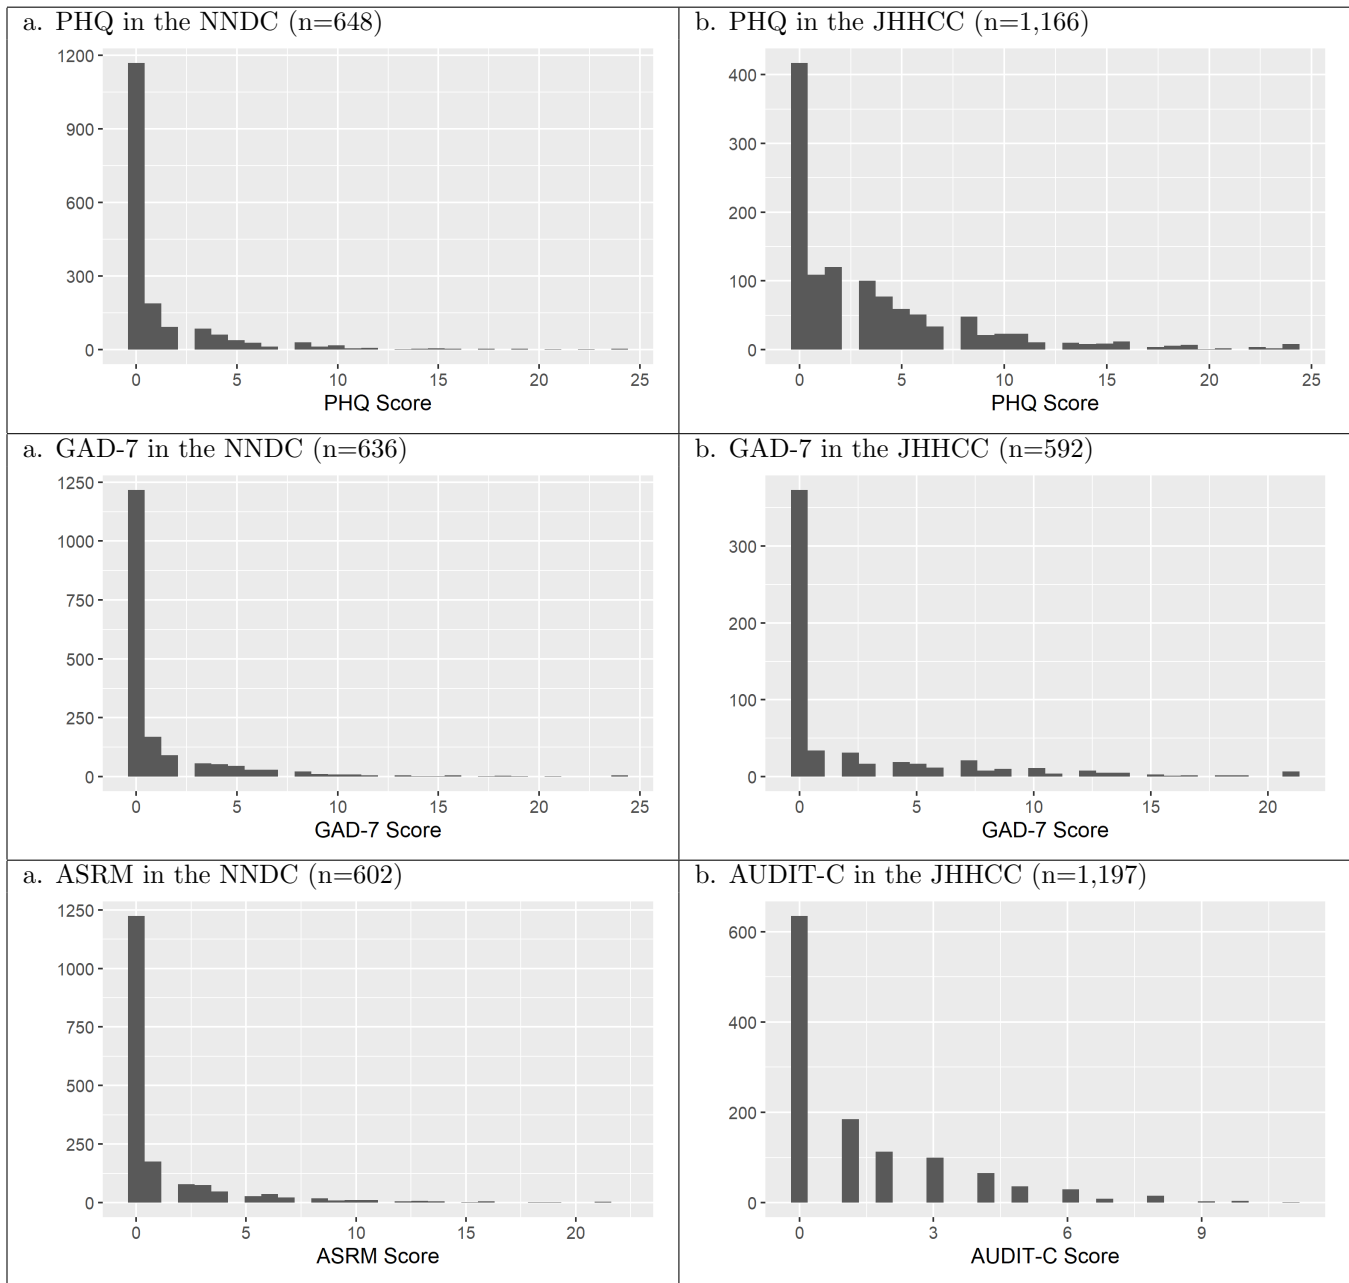 a. PHQ in the NNDC (n=648)
1200
900
600
300
0
0 5 10 15 20 25
PHQ Score
b. PHQ in the JHHCC (n=1,166)
400
300
200
100
0
0 5 10 15 20 25
PHQ Score
a. GAD-7 in the NNDC (n=636)
1250
1000
750
500
250
0
0 5 10 15 20 25
GAD-7 Score
b. GAD-7 in the JHHCC (n=592)
300
200
100
0
0 5 10 15 20
GAD-7 Score
a. ASRM in the NNDC (n=602)
1250
1000
750
500
250
0
0 5 10 15 20
ASRM Score
b. AUDIT-C in the JHHCC (n=1,197)
600
400
200
0
0 3 6 9
AUDIT-C Score